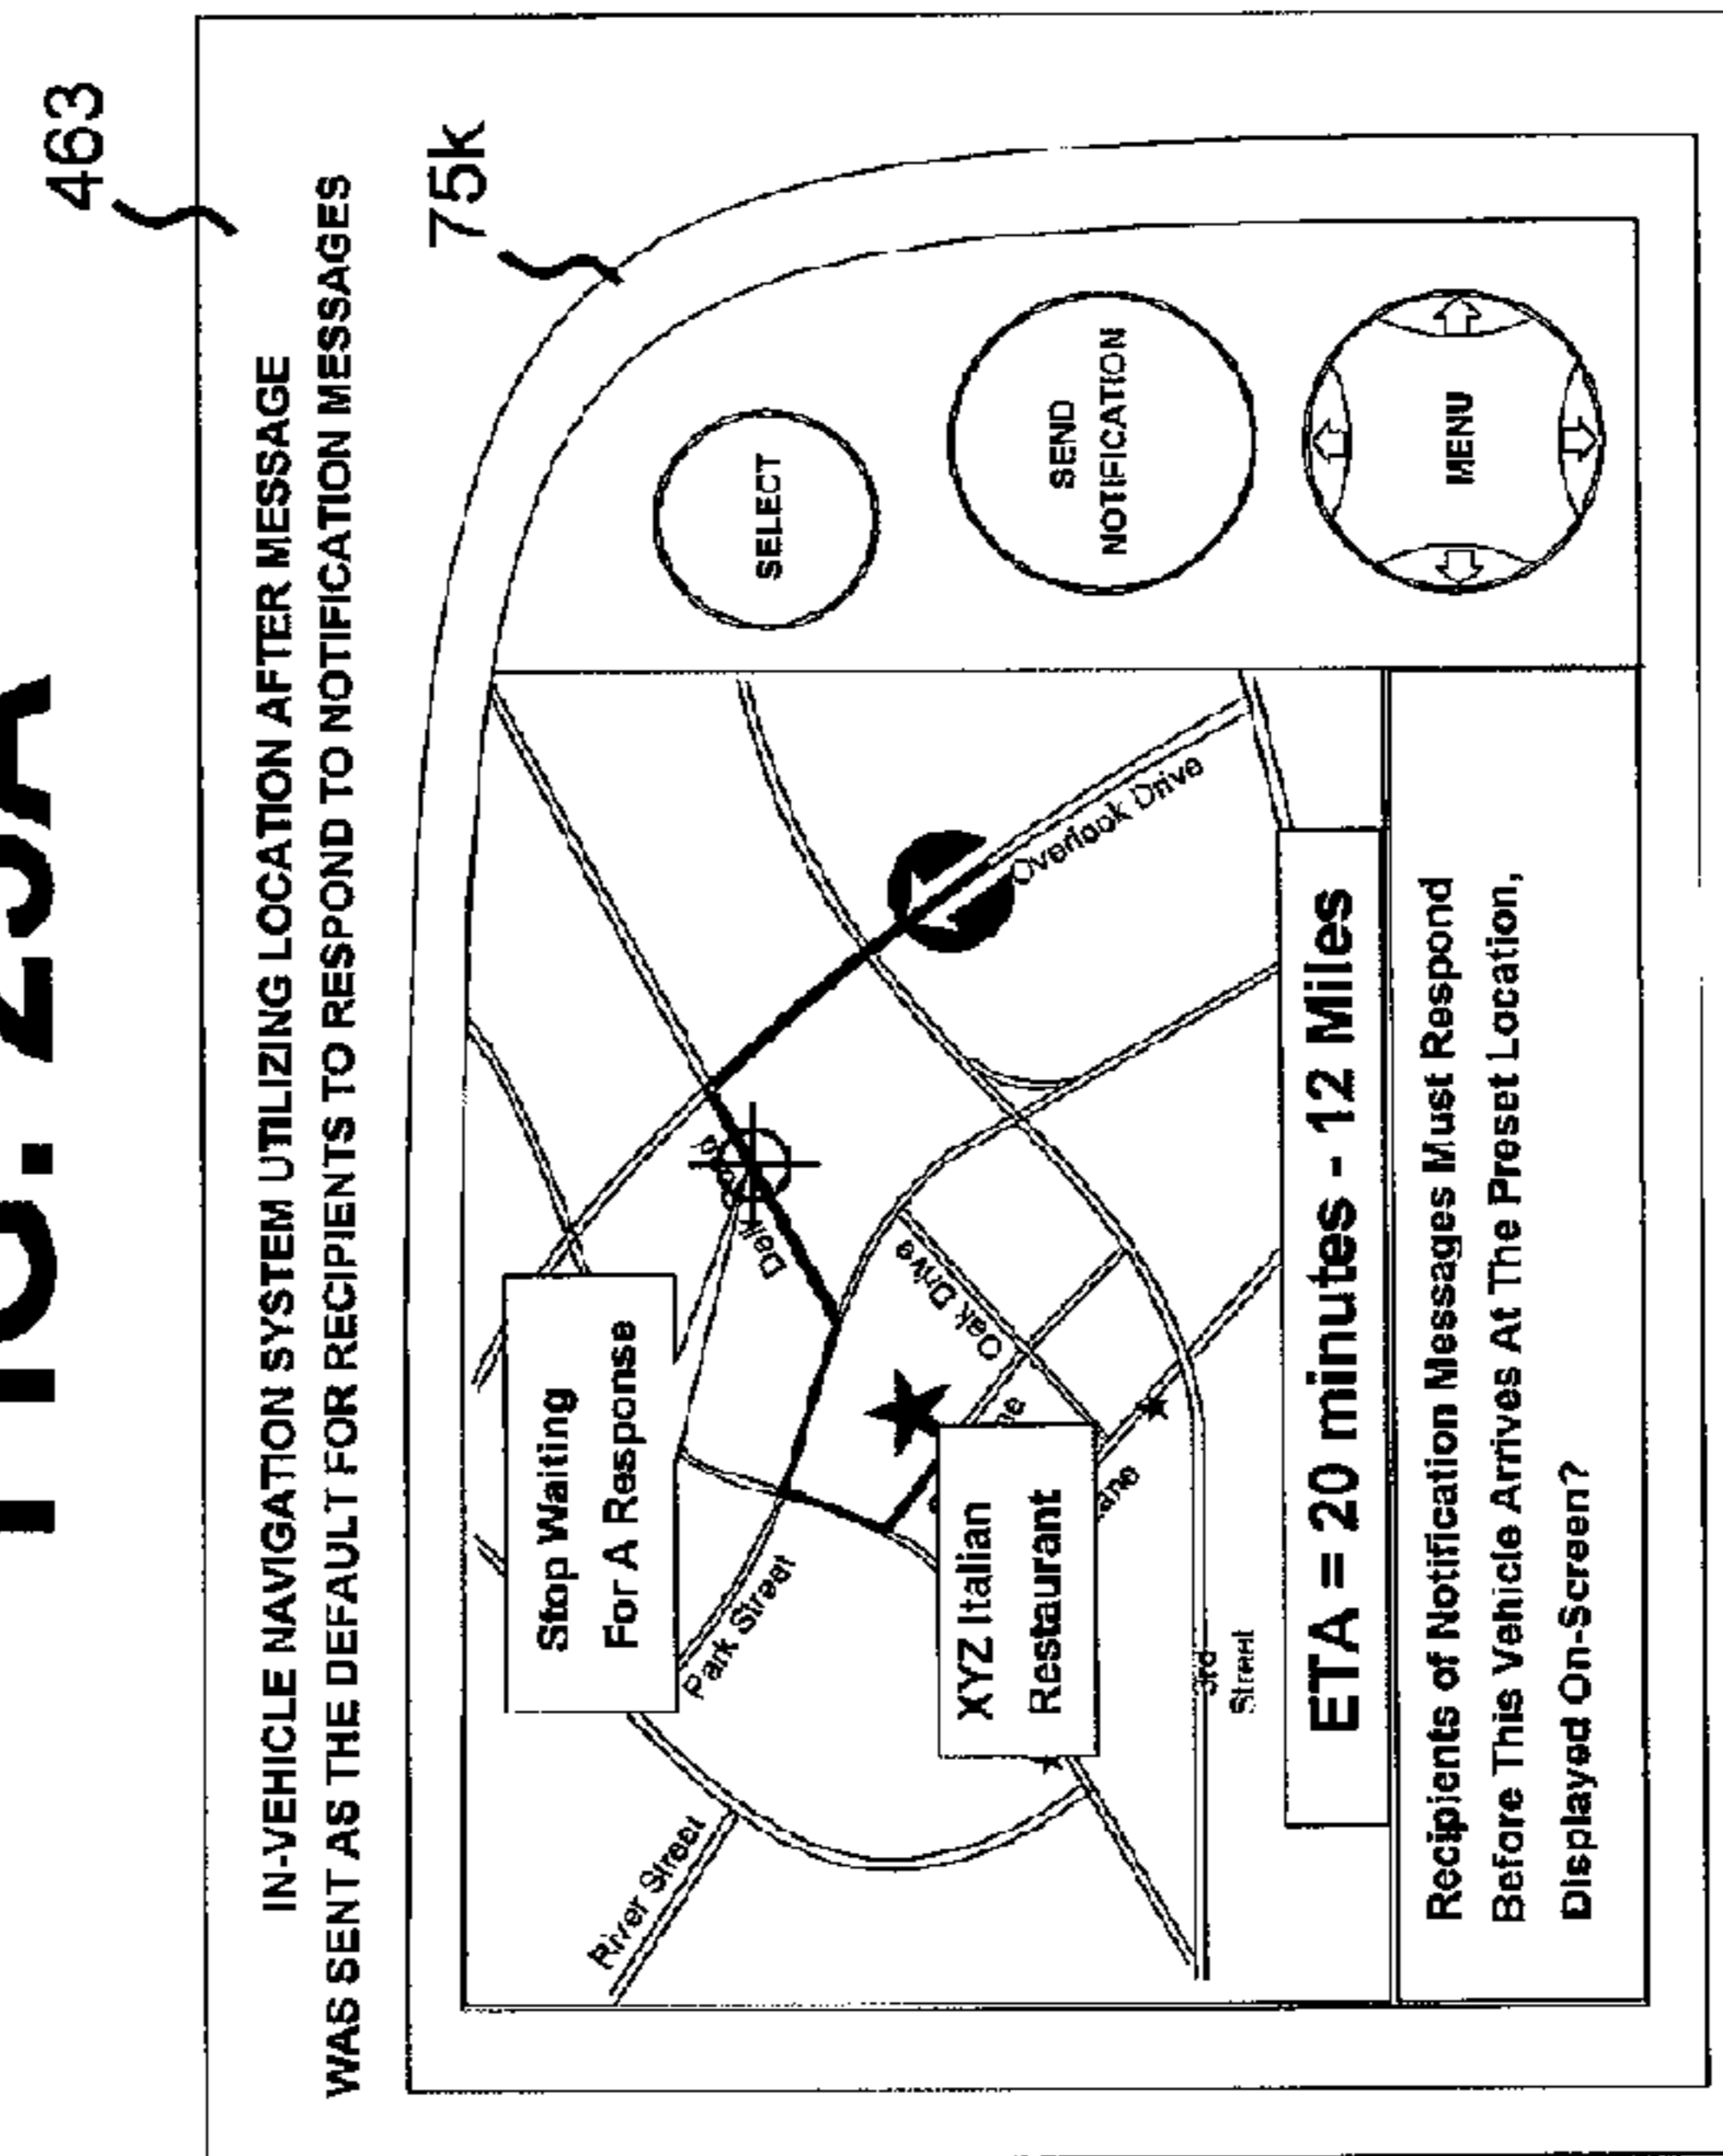 463
IN-VEHICLE NAVIGATION SYSTEM UTILIZING LOCATION AFTER MESSAGE
WAS SENT AS THE DEFAULT FOR RECIPIENTS TO RESPOND TO NOTIFICATION MESSAGES
75k
Stop Waiting
For A Response
SELECT
River Street
Park Street
Oak Drive
Overlook Drive
XYZ Italian
Restaurant
SEND
NOTIFICATION
3rd
Street
ETA = 20 minutes - 12 Miles
MENU
Recipients of Notification Messages Must Respond
Before This Vehicle Arrives At The Preset Location,
Displayed On-Screen?